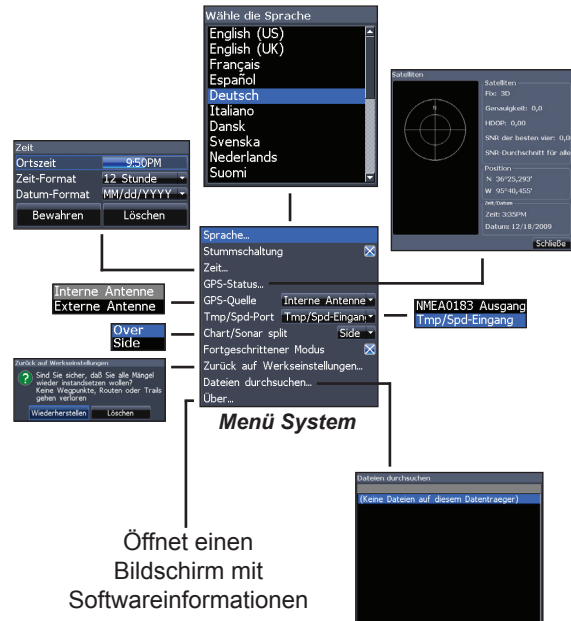 Wähle die Sprache
English (US)
English (UK)
Français
Español
Deutsch
Italiano
Dansk
Svenska
Nederlands
Suomi
Satelliten
Satelliten
Fix: 3D
Genauigkeit: 0,0
HDOP: 0,00
SNR der besten vier: 0,0
SNR-Durchschnitt für alle
Position
N 36°25,293'
W 95°40,455'
Zeit/Datum
Zeit: 3:35PM
Datum: 12/18/2009
Schließe
N
Zeit
Ortszeit 9:50PM
Zeit-Format 12 Stunde
Datum-Format MM/dd/YYYY
Bewahren Löschen
Sprache...
Stummschaltung
Zeit...
GPS-Status...
GPS-Quelle Interne Antenne
Tmp/Spd-Port Tmp/Spd-Eingan
Chart/Sonar split Side
Fortgeschrittener Modus
Zurück auf Werkseinstellungen...
Dateien durchsuchen...
Über...
Menü System
Interne Antenne
Externe Antenne
Over
Side
NMEA0183 Ausgang
Tmp/Spd-Eingang
Zurück auf Werkseinstellungen
Sind Sie sicher, daß Sie alle Mängel
wieder instandsetzen wollen?
Keine Wegpunkte, Routen oder Trails
gehen verloren
Wiederherstellen Löschen
Dateien durchsuchen
(Keine Dateien auf diesem Datentraeger)
Öffnet einen
Bildschirm mit
Softwareinformationen